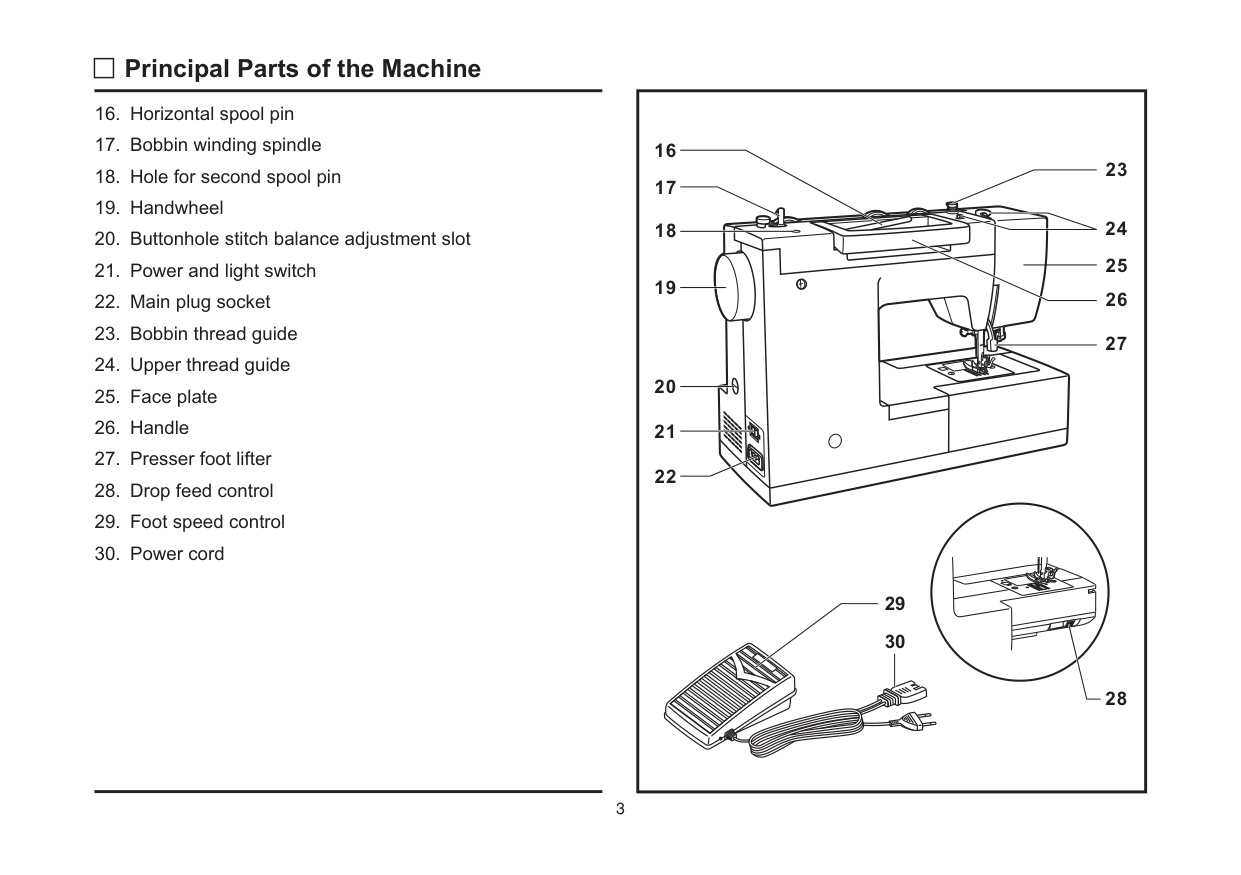 Principal Parts of the Machine
16. Horizontal spool pin
17. Bobbin winding spindle
18. Hole for second spool pin
19. Handwheel
20. Buttonhole stitch balance adjustment slot
21. Power and light switch
22. Main plug socket
23. Bobbin thread guide
24. Upper thread guide
25. Face plate
26. Handle
27. Presser foot lifter
28. Drop feed control
29. Foot speed control
30. Power cord
16
17
18
19
20
21
22
23
24
25
26
27
29
30
28
3